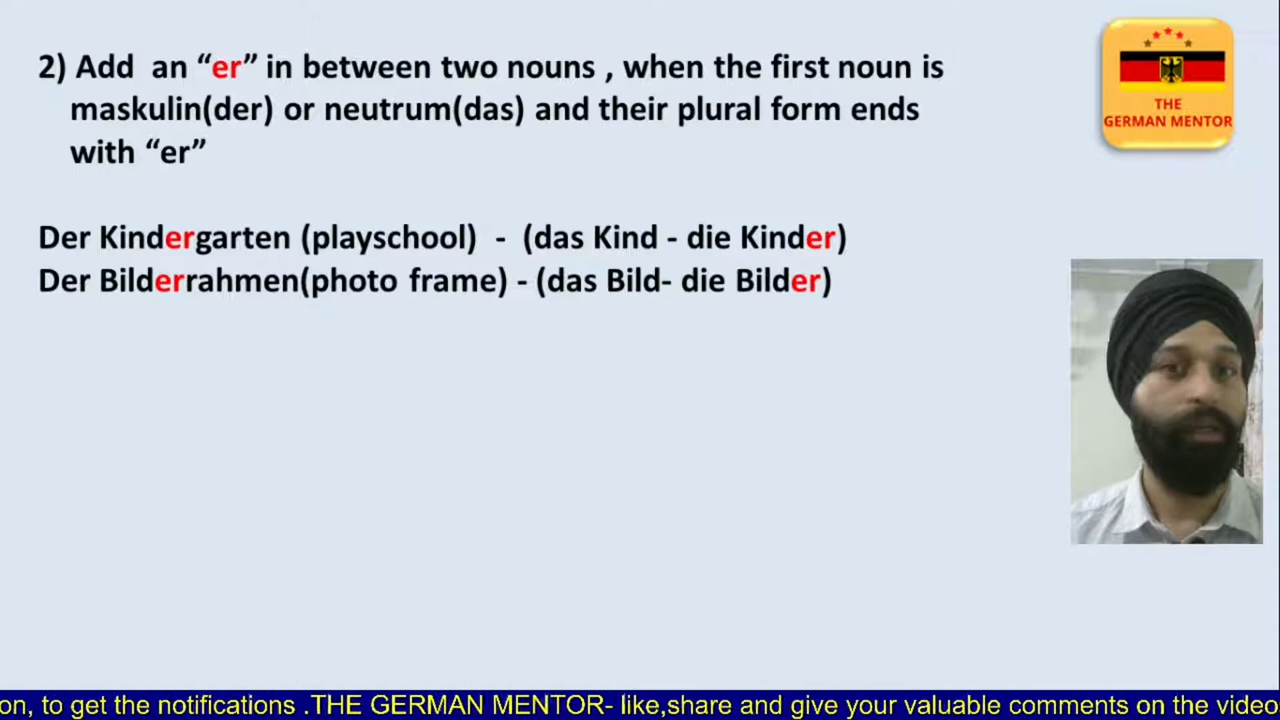 2) Add an “er” in between two nouns , when the first noun is
maskulin(der) or neutrum(das) and their plural form ends
with “er”
Der Kindergarten (playschool) - (das Kind - die Kinder)
Der Bilderrahmen(photo frame) - (das Bild- die Bilder)
THE
GERMAN MENTOR
on, to get the notifications .THE GERMAN MENTOR- like,share and give your valuable comments on the video